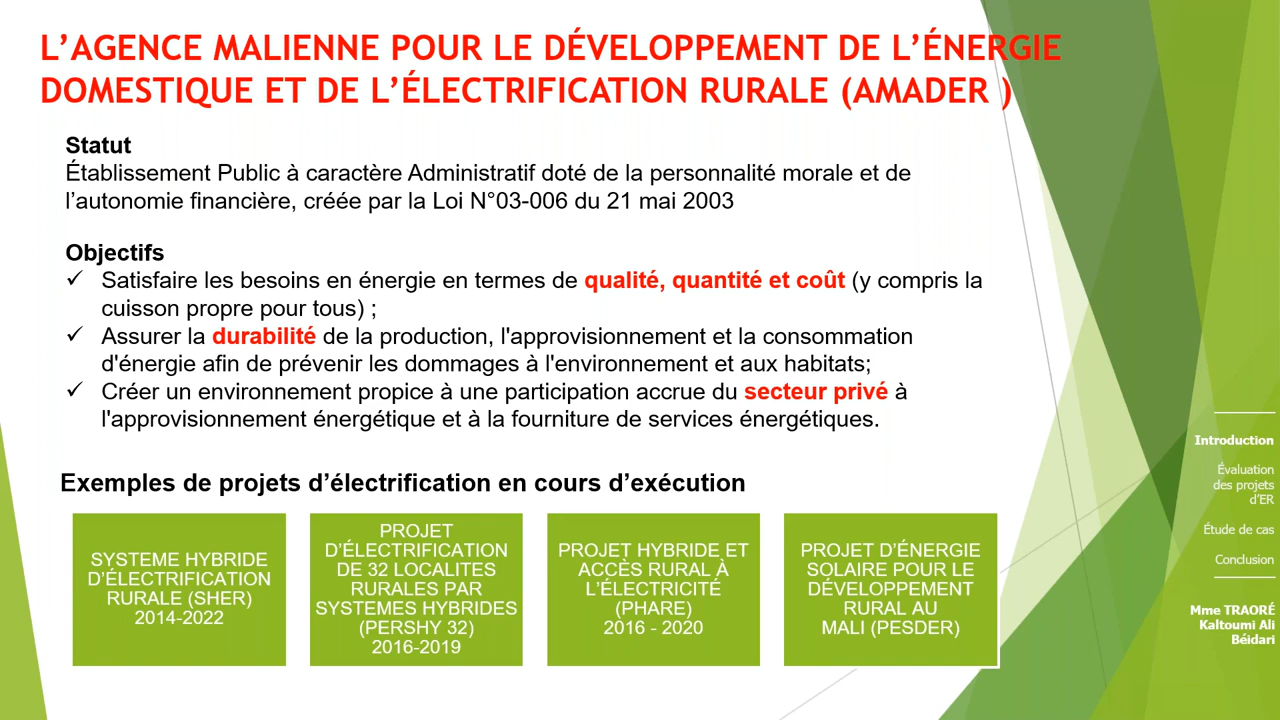 L’AGENCE MALIENNE POUR LE DÉVELOPPEMENT DE L’ÉNERGIE
DOMESTIQUE ET DE L’ÉLECTRIFICATION RURALE (AMADER )
Statut
Établissement Public à caractère Administratif doté de la personnalité morale et de
l’autonomie financière, créée par la Loi N°03-006 du 21 mai 2003
Objectifs
✓ Satisfaire les besoins en énergie en termes de qualité, quantité et coût (y compris la
cuisson propre pour tous) ;
✓ Assurer la durabilité de la production, l'approvisionnement et la consommation
d'énergie afin de prévenir les dommages à l'environnement et aux habitats;
✓ Créer un environnement propice à une participation accrue du secteur privé à
l'approvisionnement énergétique et à la fourniture de services énergétiques.
Exemples de projets d’électrification en cours d’exécution
SYSTEME HYBRIDE
D’ÉLECTRIFICATION
RURALE (SHER)
2014-2022
PROJET
D’ÉLECTRIFICATION
DE 32 LOCALITES
RURALES PAR
SYSTEMES HYBRIDES
(PERSHY 32)
2016-2019
PROJET HYBRIDE ET
ACCÈS RURAL À
L’ÉLECTRICITÉ
(PHARE)
2016 - 2020
PROJET D’ÉNERGIE
SOLAIRE POUR LE
DÉVELOPPEMENT
RURAL AU
MALI (PESDER)
Introduction
Évaluation
des projets
d’ER
Étude de cas
Conclusion
Mme TRAORÉ
Kaltoumi Ali
Béidari